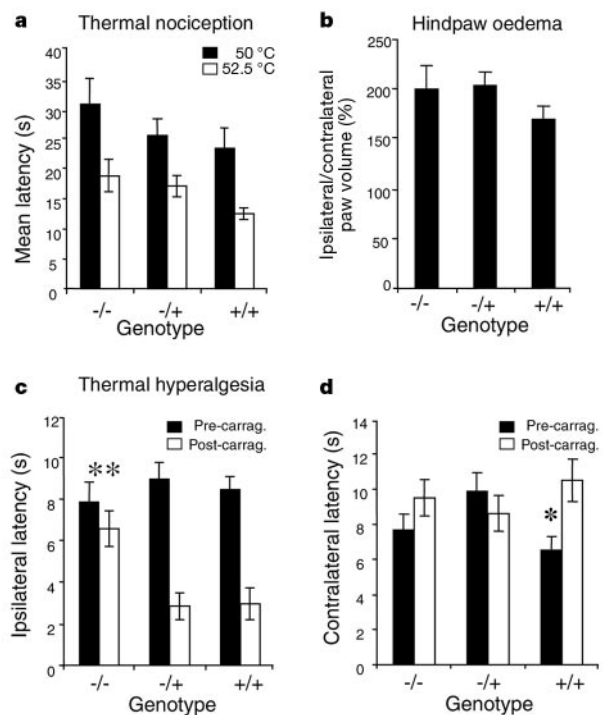 a Thermal nociception
40
35
30
25
20
15
10
5
0
Mean latency (s)
50 °C
52.5 °C
-/- -/+ +/+
Genotype
b Hindpaw oedema
250
200
150
100
50
0
Ipsilateral/contralateral
paw volume (%)
-/- -/+ +/+
Genotype
c Thermal hyperalgesia
12
10
8
6
4
2
0
Ipsilateral latency (s)
Pre-carrag.
Post-carrag.
**
-/- -/+ +/+
Genotype
d
14
12
10
8
6
4
2
0
Contralateral latency (s)
Pre-carrag.
Post-carrag.
*
-/- -/+ +/+
Genotype